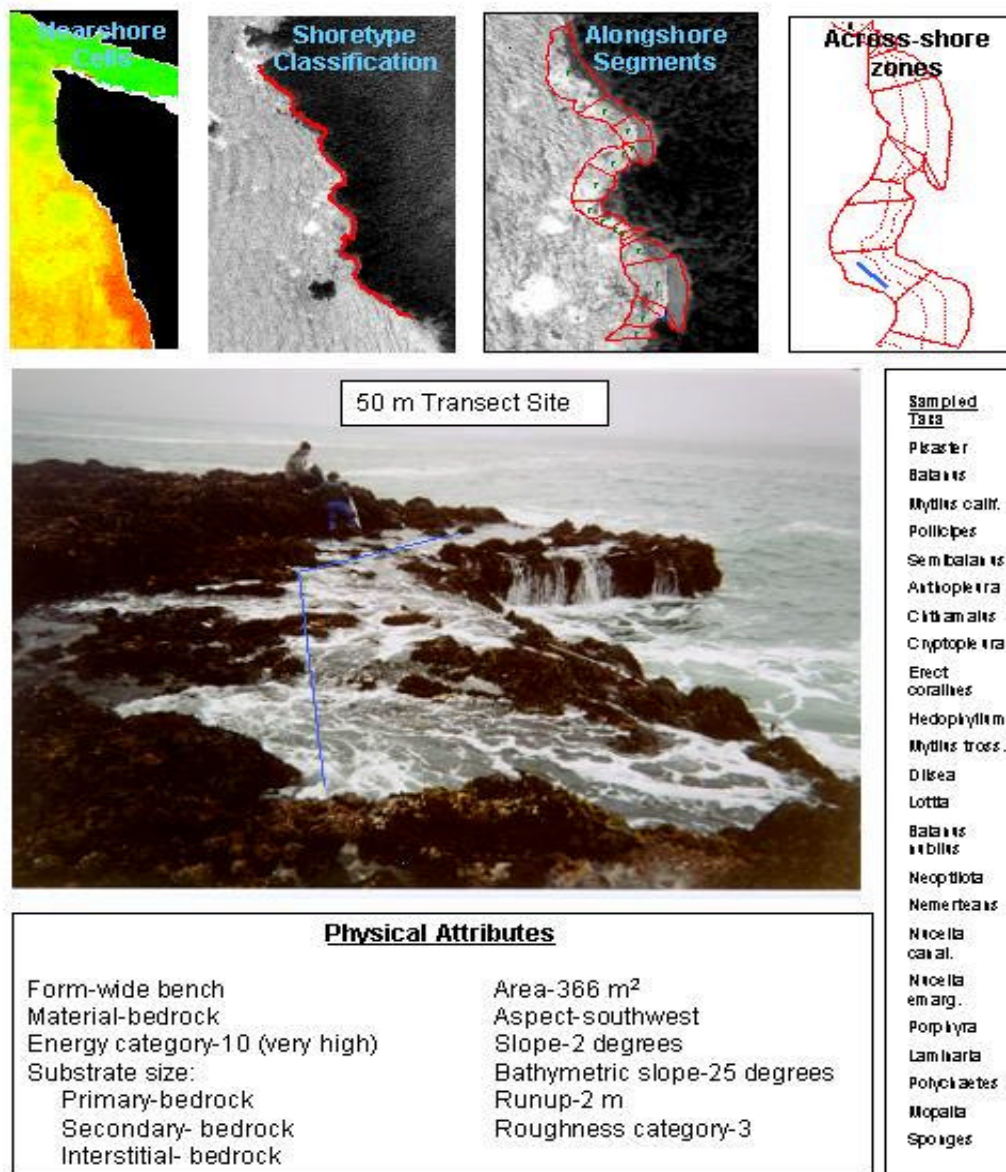 Nearshore
Cells
Shoretype
Classification
Alongshore
Segments
Across-shore
zones
50 m Transect Site
Sampled
Taxa
Pisaster
Balanus
Mytilus calif.
Pollicipes
Semibalanus
Anthopleura
Chthamalus
Cryptopleura
Erect
corallines
Hedophyllum
Mytilus tross.
Dilsea
Lottia
Balanus
nubilus
Neoptilota
Nemerteans
Nucella
canal.
Nucella
emarg.
Porphyra
Laminaria
Polychaetes
Mopalia
Sponges
Physical Attributes
Form-wide bench
Material-bedrock
Energy category-10 (very high)
Substrate size:
Primary-bedrock
Secondary- bedrock
Interstitial- bedrock
Area-366 m²
Aspect-southwest
Slope-2 degrees
Bathymetric slope-25 degrees
Runup-2 m
Roughness category-3